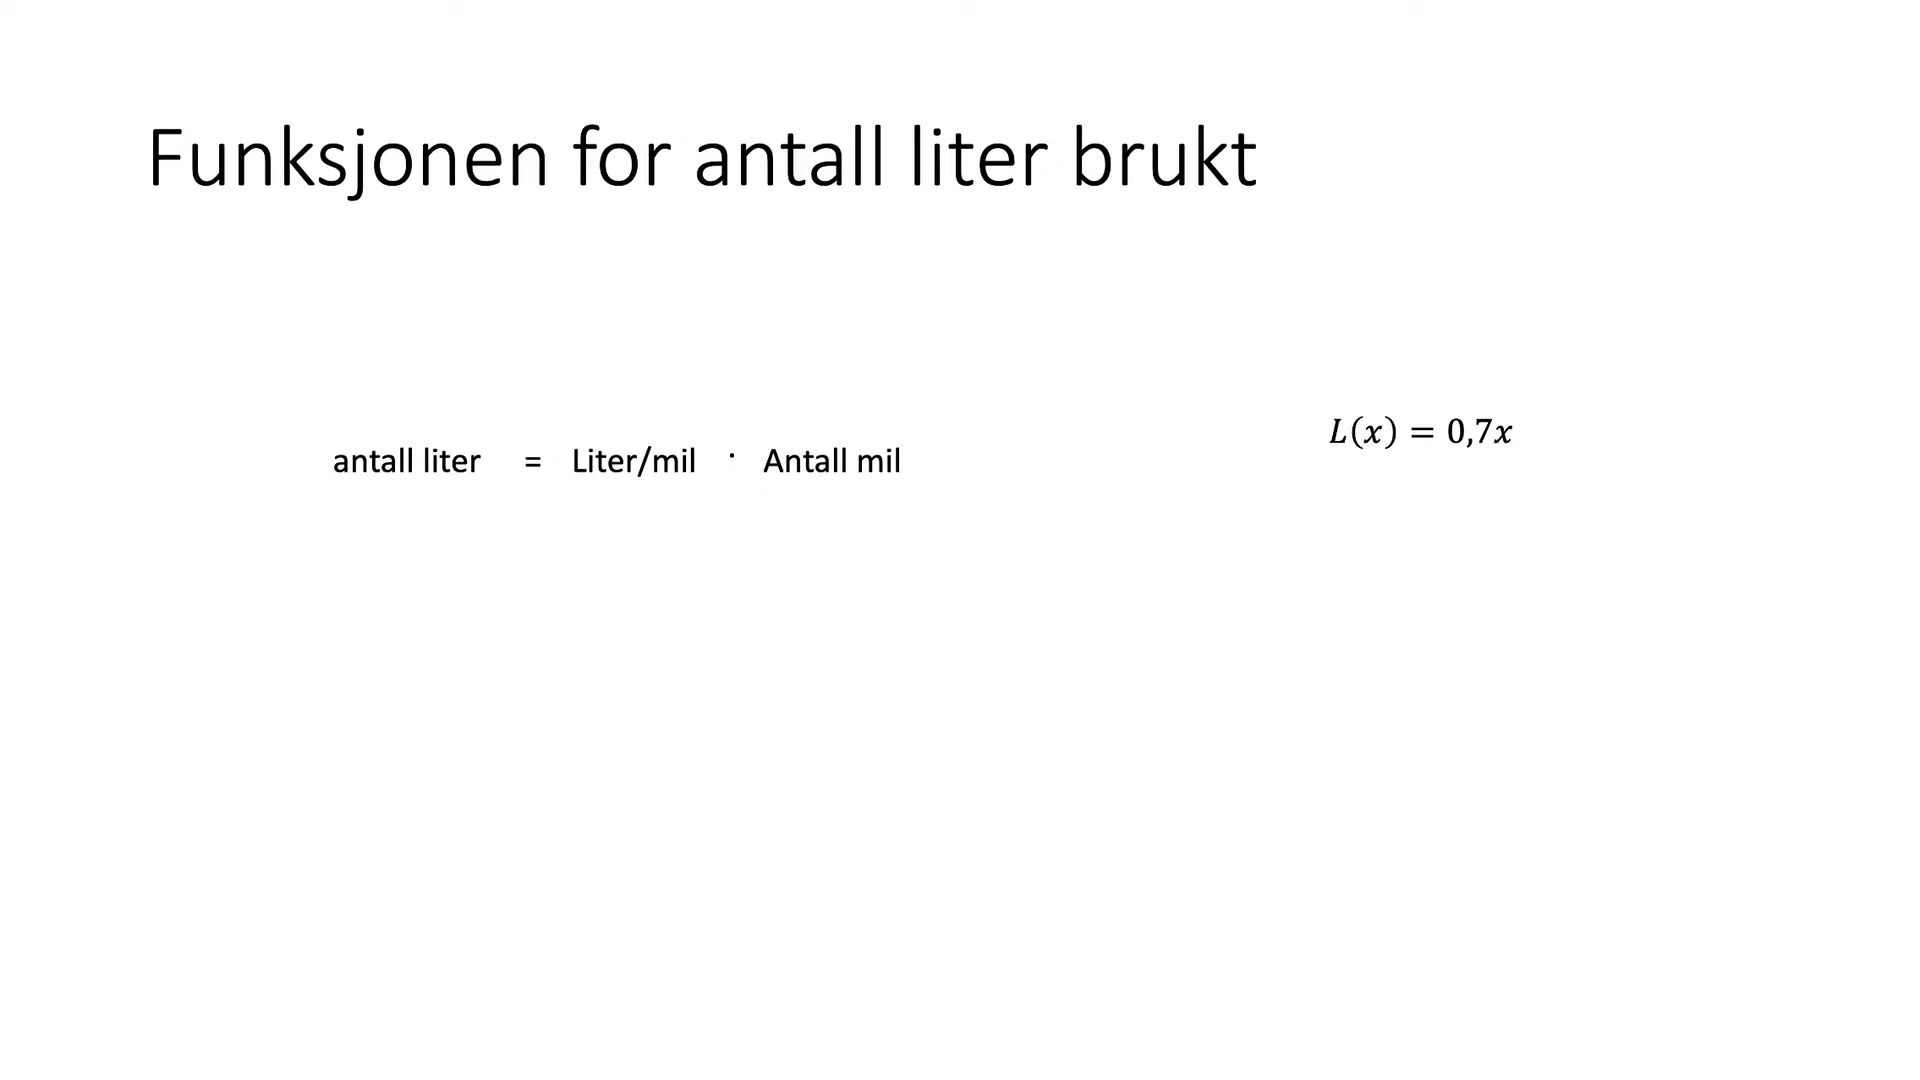 Funksjonen for antall liter brukt
L(x) = 0,7x
antall liter = Liter/mil · Antall mil